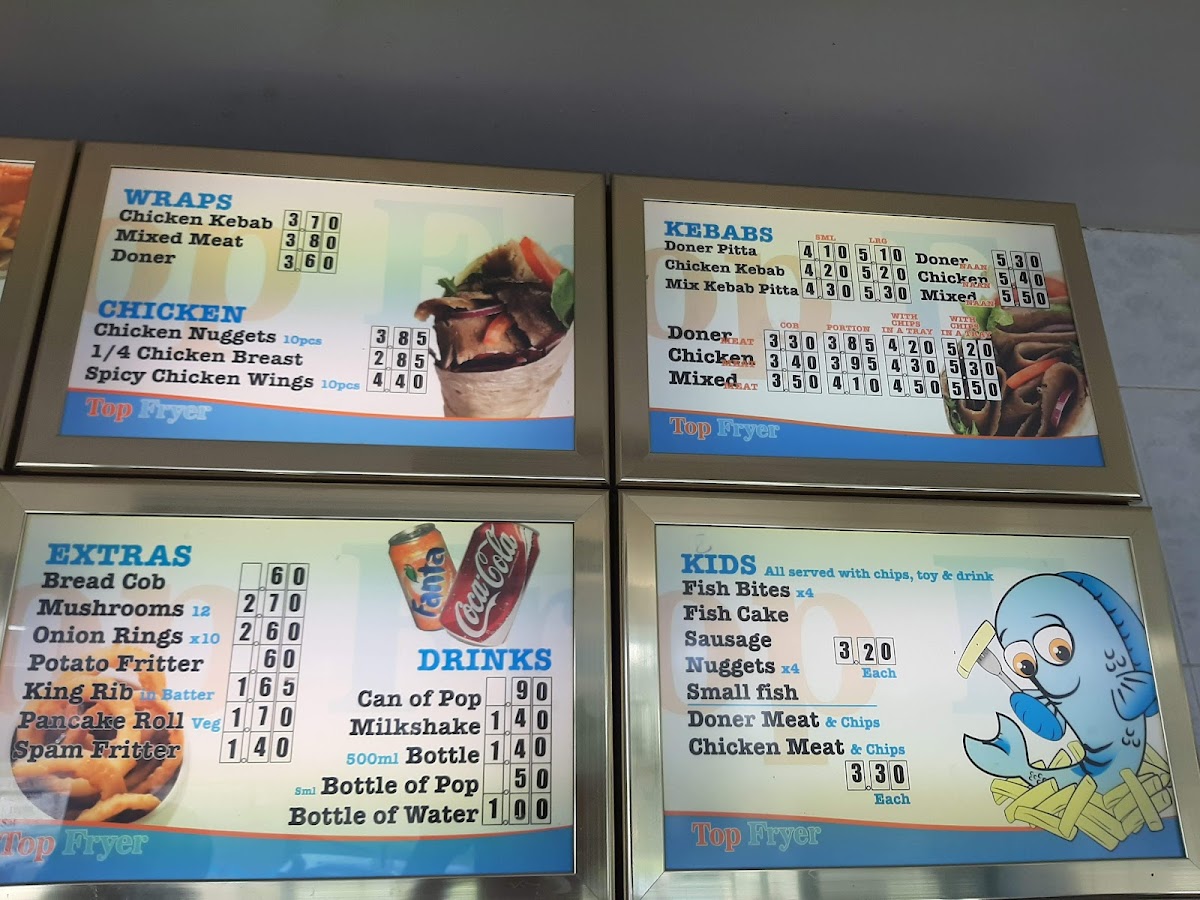 WRAPS
Chicken Kebab 3.70
Mixed Meat 3.80
Doner 3.60
CHICKEN
Chicken Nuggets 10pcs 3.85
1/4 Chicken Breast 2.85
Spicy Chicken Wings 10pcs 4.40
Top Fryer
KEBABS
SML LRG
Doner Pitta 4.10 5.10
Chicken Kebab 4.20 5.20
Mix Kebab Pitta 4.30 5.30
Doner NAAN 5.30
Chicken NAAN 5.40
Mixed NAAN 5.50
COB PORTION WITH CHIPS IN A TRAY WITH CHIPS IN A TRAY
Doner MEAT 3.30 3.85 4.20 5.20
Chicken MEAT 3.40 3.95 4.30 5.30
Mixed MEAT 3.50 4.10 4.50 5.50
Top Fryer
EXTRAS
Bread Cob .60
Mushrooms 12 2.70
Onion Rings x10 2.60
Potato Fritter .60
King Rib in Batter 1.65
Pancake Roll Veg 1.70
Spam Fritter 1.40
Fanta
Coca-Cola
DRINKS
Can of Pop .90
Milkshake 1.40
500ml Bottle 1.40
Sml Bottle of Pop .50
Bottle of Water 1.00
Top Fryer
KIDS All served with chips, toy & drink
Fish Bites x4
Fish Cake
Sausage
Nuggets x4
Small fish
3.20
Each
Doner Meat & Chips
Chicken Meat & Chips
3.30
Each
Top Fryer